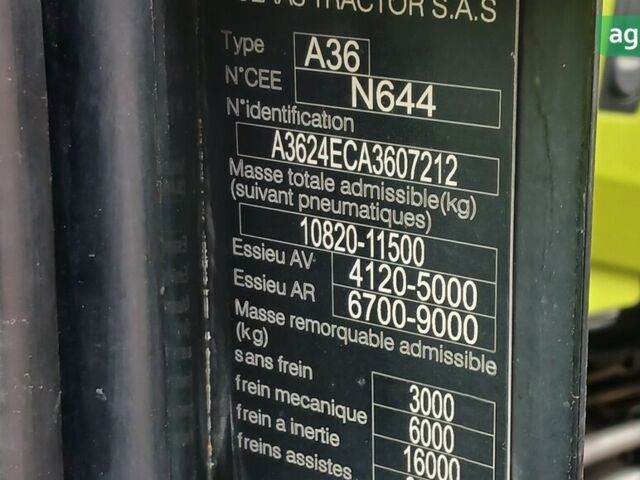 TRACTOR S.A.S
ag
Type A36
N°CEE N644
N°identification
A3624ECA3607212
Masse totale admissible(kg)
(suivant pneumatiques)
10820-11500
Essieu AV 4120-5000
Essieu AR 6700-9000
Masse remorquable admissible
(kg)
sans frein 3000
frein mecanique 6000
frein a inertie 16000
freins assistes